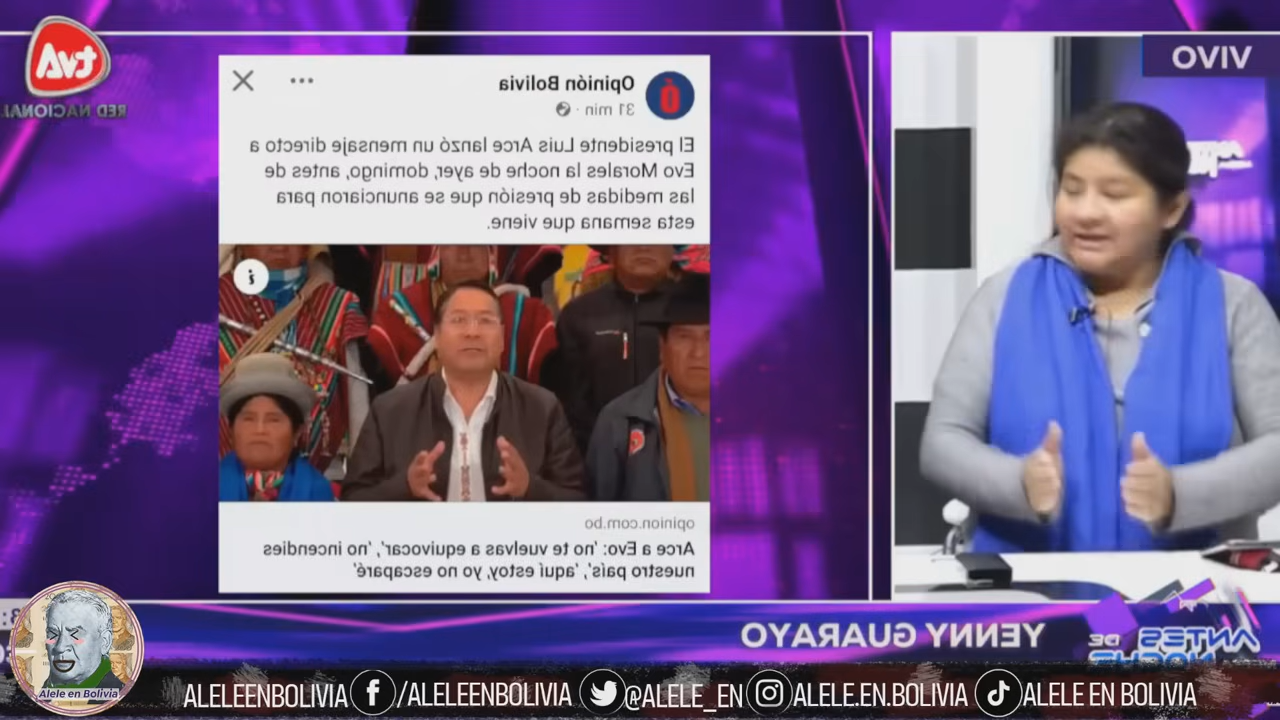 tvA
RED NACIONAL
Opinión Bolivia
31 min
El presidente Luis Arce lanzó un mensaje directo a
Evo Morales la noche de ayer, domingo, antes de
las medidas de presión que se anunciaron para
esta semana que viene.
i
opinion.com.bo
Arce a Evo: 'no te vuelvas a equivocar', 'no incendies
nuestro país', 'aquí estoy, yo no escaparé'
VIVO
YENNY GUARAYO
ANTES DE
NOCHE
Alele en Bolivia
ALELEENBOLIVIA
/ALELEENBOLIVIA
@ALELE_EN
ALELE.EN.BOLIVIA
ALELE EN BOLIVIA